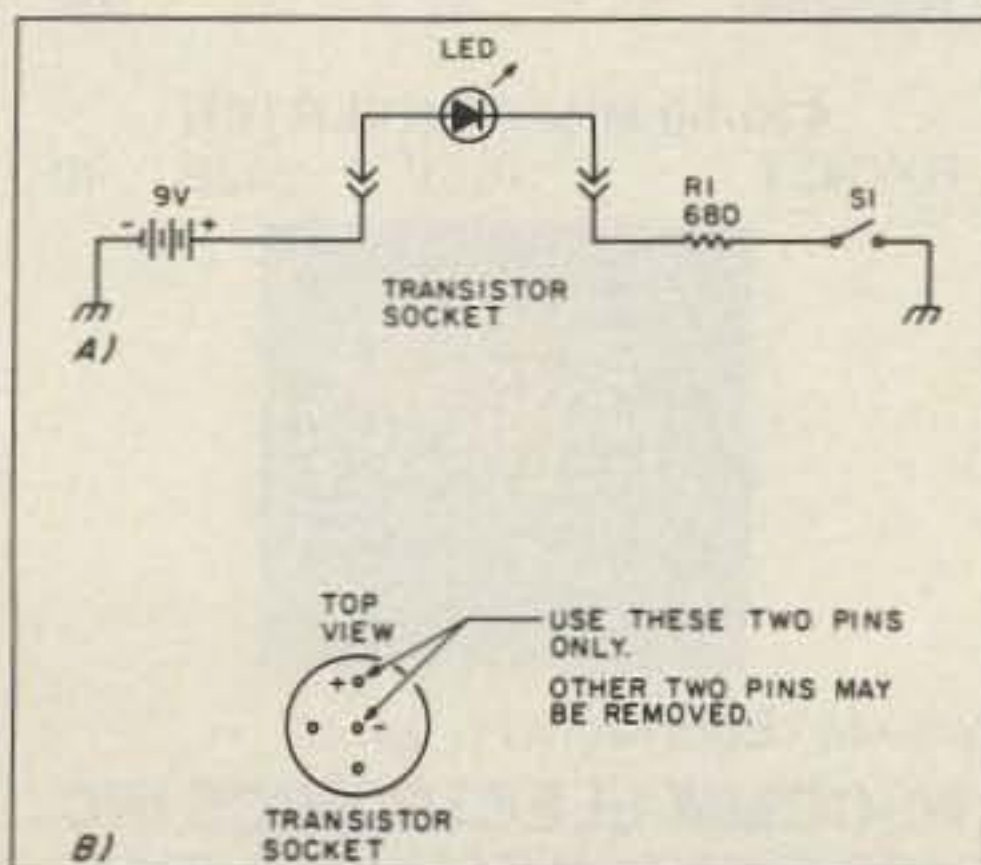 LED
9V
- +
R1
680
S1
TRANSISTOR
SOCKET
A)
TOP
VIEW
USE THESE TWO PINS
ONLY.
OTHER TWO PINS MAY
BE REMOVED.
+
-
TRANSISTOR
SOCKET
B)